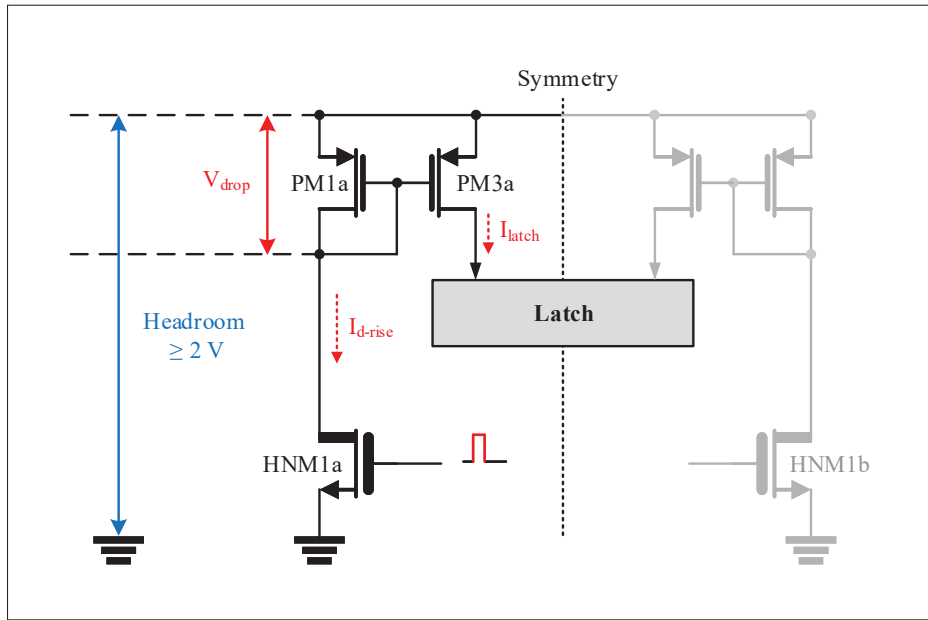 Symmetry
PM1a
PM3a
V_drop
I_latch
Latch
Headroom
≥ 2 V
I_d-rise
HNM1a
HNM1b